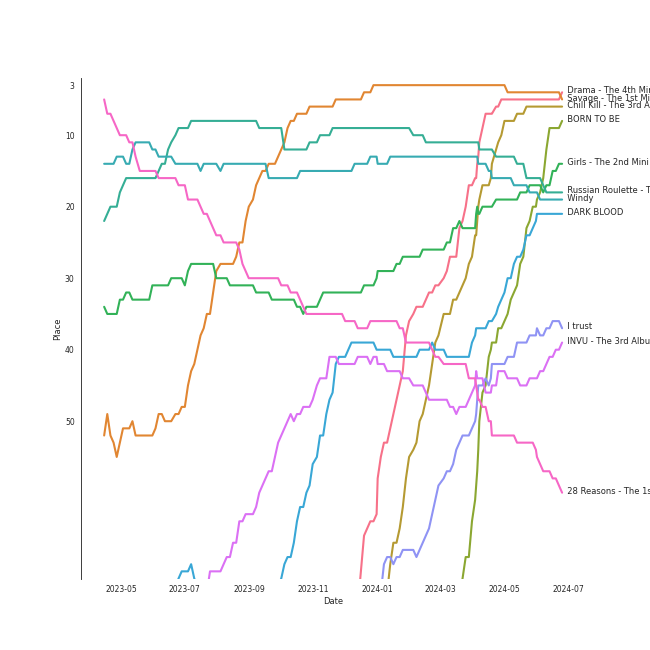 3
10
20
30
40
50
Place
2023-05
2023-07
2023-09
2023-11
2024-01
2024-03
2024-05
2024-07
Date
Drama - The 4th Mini
Savage - The 1st Mi
Chill Kill - The 3rd A
BORN TO BE
Girls - The 2nd Mini
Russian Roulette - T
Windy
DARK BLOOD
I trust
INVU - The 3rd Albu
28 Reasons - The 1s